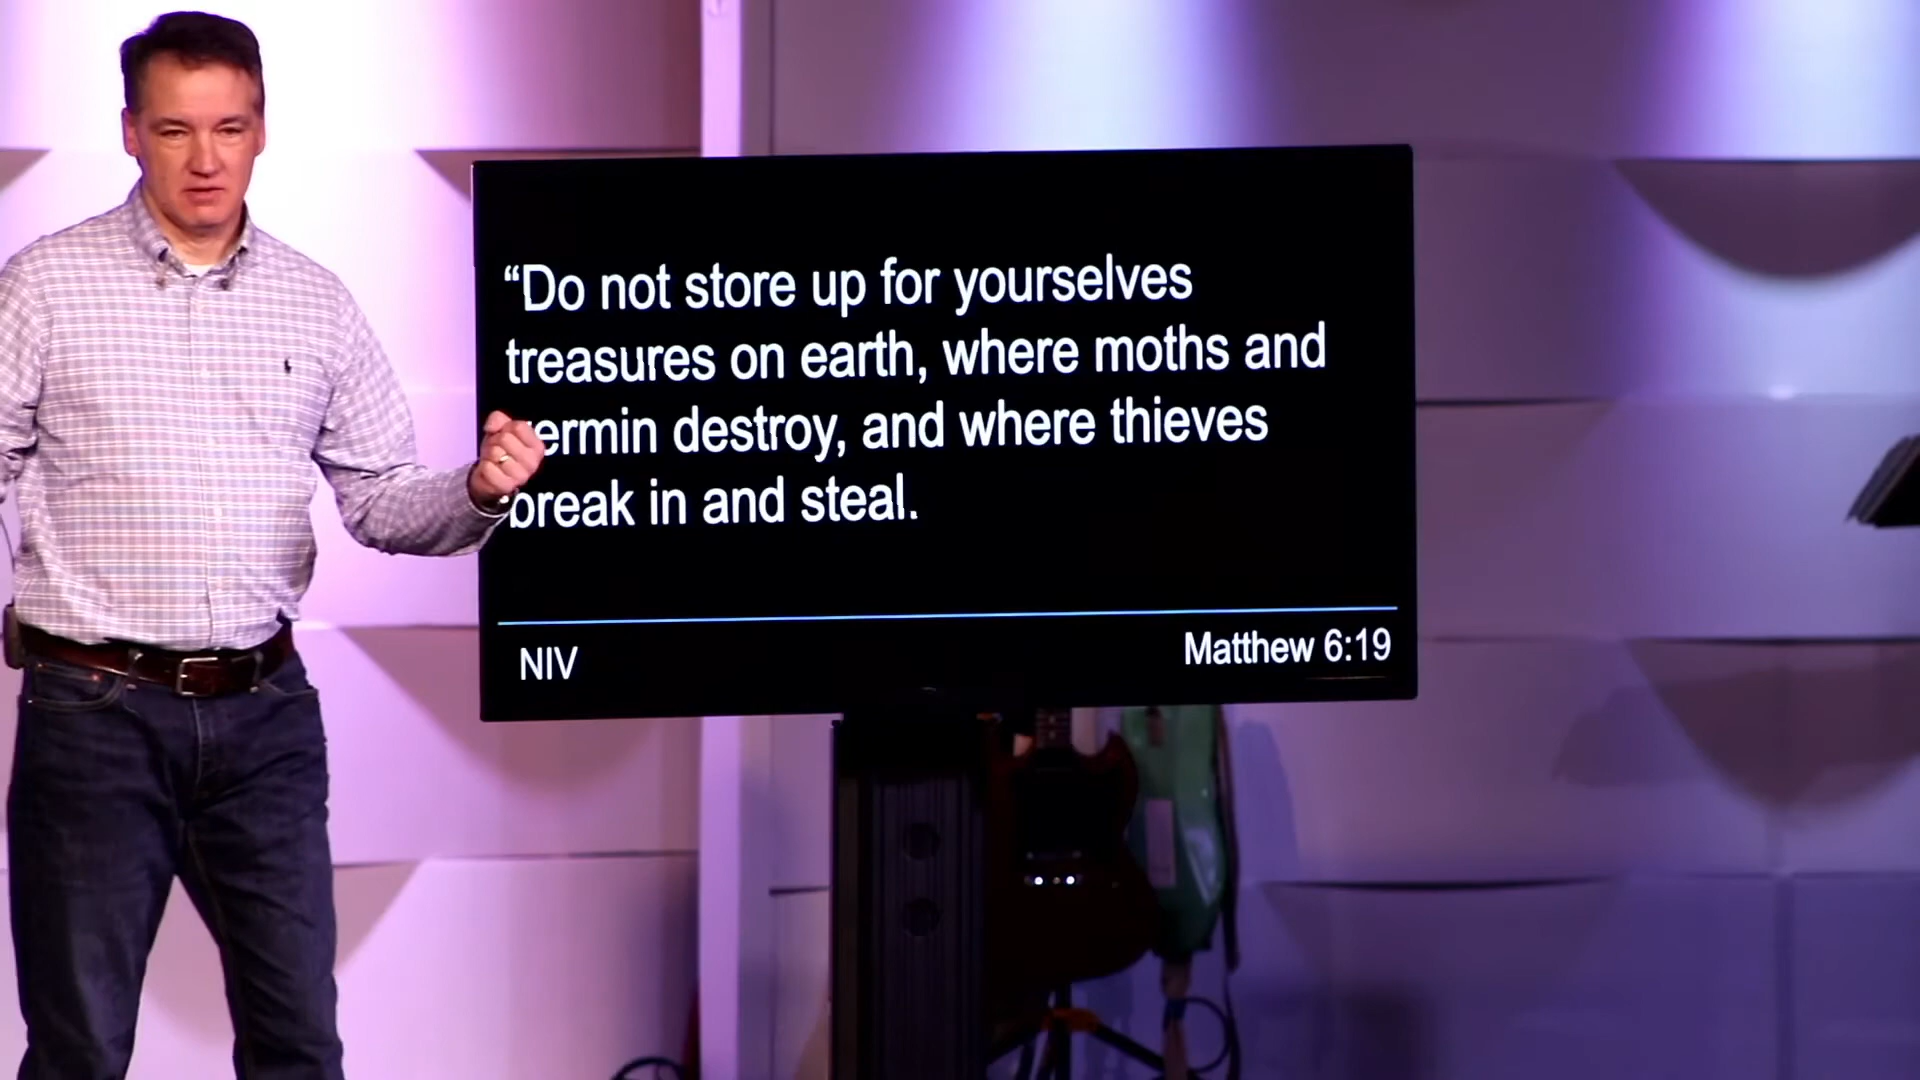 “Do not store up for yourselves
treasures on earth, where moths and
vermin destroy, and where thieves
break in and steal.
NIV
Matthew 6:19